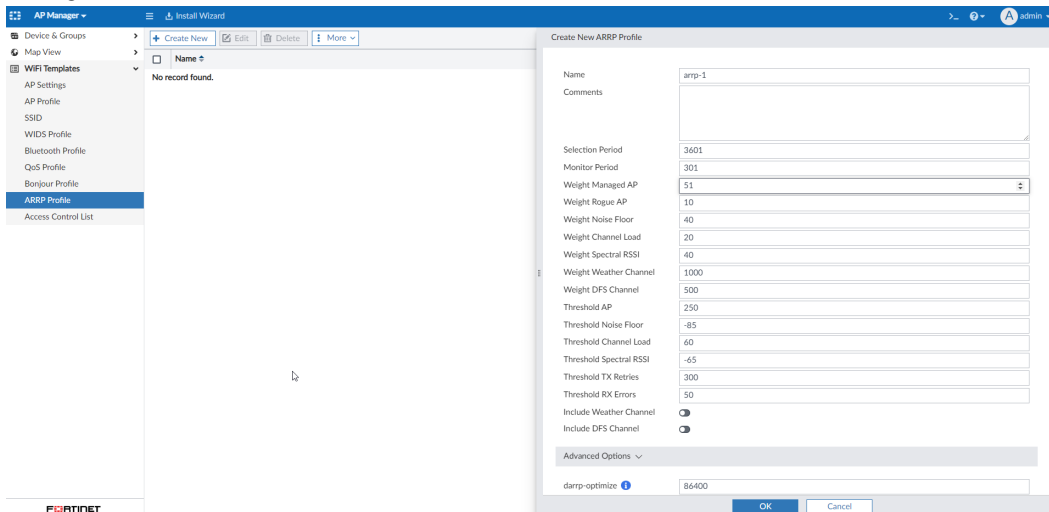 AP Manager
Install Wizard
admin
Device & Groups
Map View
WiFi Templates
AP Settings
AP Profile
SSID
WIDS Profile
Bluetooth Profile
QoS Profile
Bonjour Profile
ARRP Profile
Access Control List
FORTINET
+ Create New Edit Delete More
Name
No record found.
Create New ARRP Profile
Name arrp-1
Comments
Selection Period 3601
Monitor Period 301
Weight Managed AP 51
Weight Rogue AP 10
Weight Noise Floor 40
Weight Channel Load 20
Weight Spectral RSSI 40
Weight Weather Channel 1000
Weight DFS Channel 500
Threshold AP 250
Threshold Noise Floor -85
Threshold Channel Load 60
Threshold Spectral RSSI -65
Threshold TX Retries 300
Threshold RX Errors 50
Include Weather Channel
Include DFS Channel
Advanced Options
darrp-optimize 86400
OK Cancel